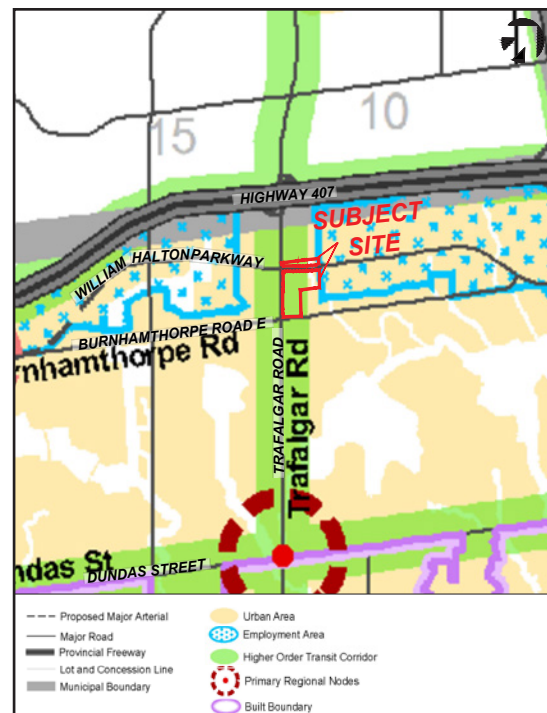 15
10
HIGHWAY 407
SUBJECT
SITE
WILLIAM HALTON PARKWAY
BURNHAMTHORPE ROAD E
rnhamthorpe Rd
TRAFALGAR ROAD
Trafalgar Rd
ndas St
DUNDAS STREET
Proposed Major Arterial
Major Road
Provincial Freeway
Lot and Concession Line
Municipal Boundary
Urban Area
Employment Area
Higher Order Transit Corridor
Primary Regional Nodes
Built Boundary